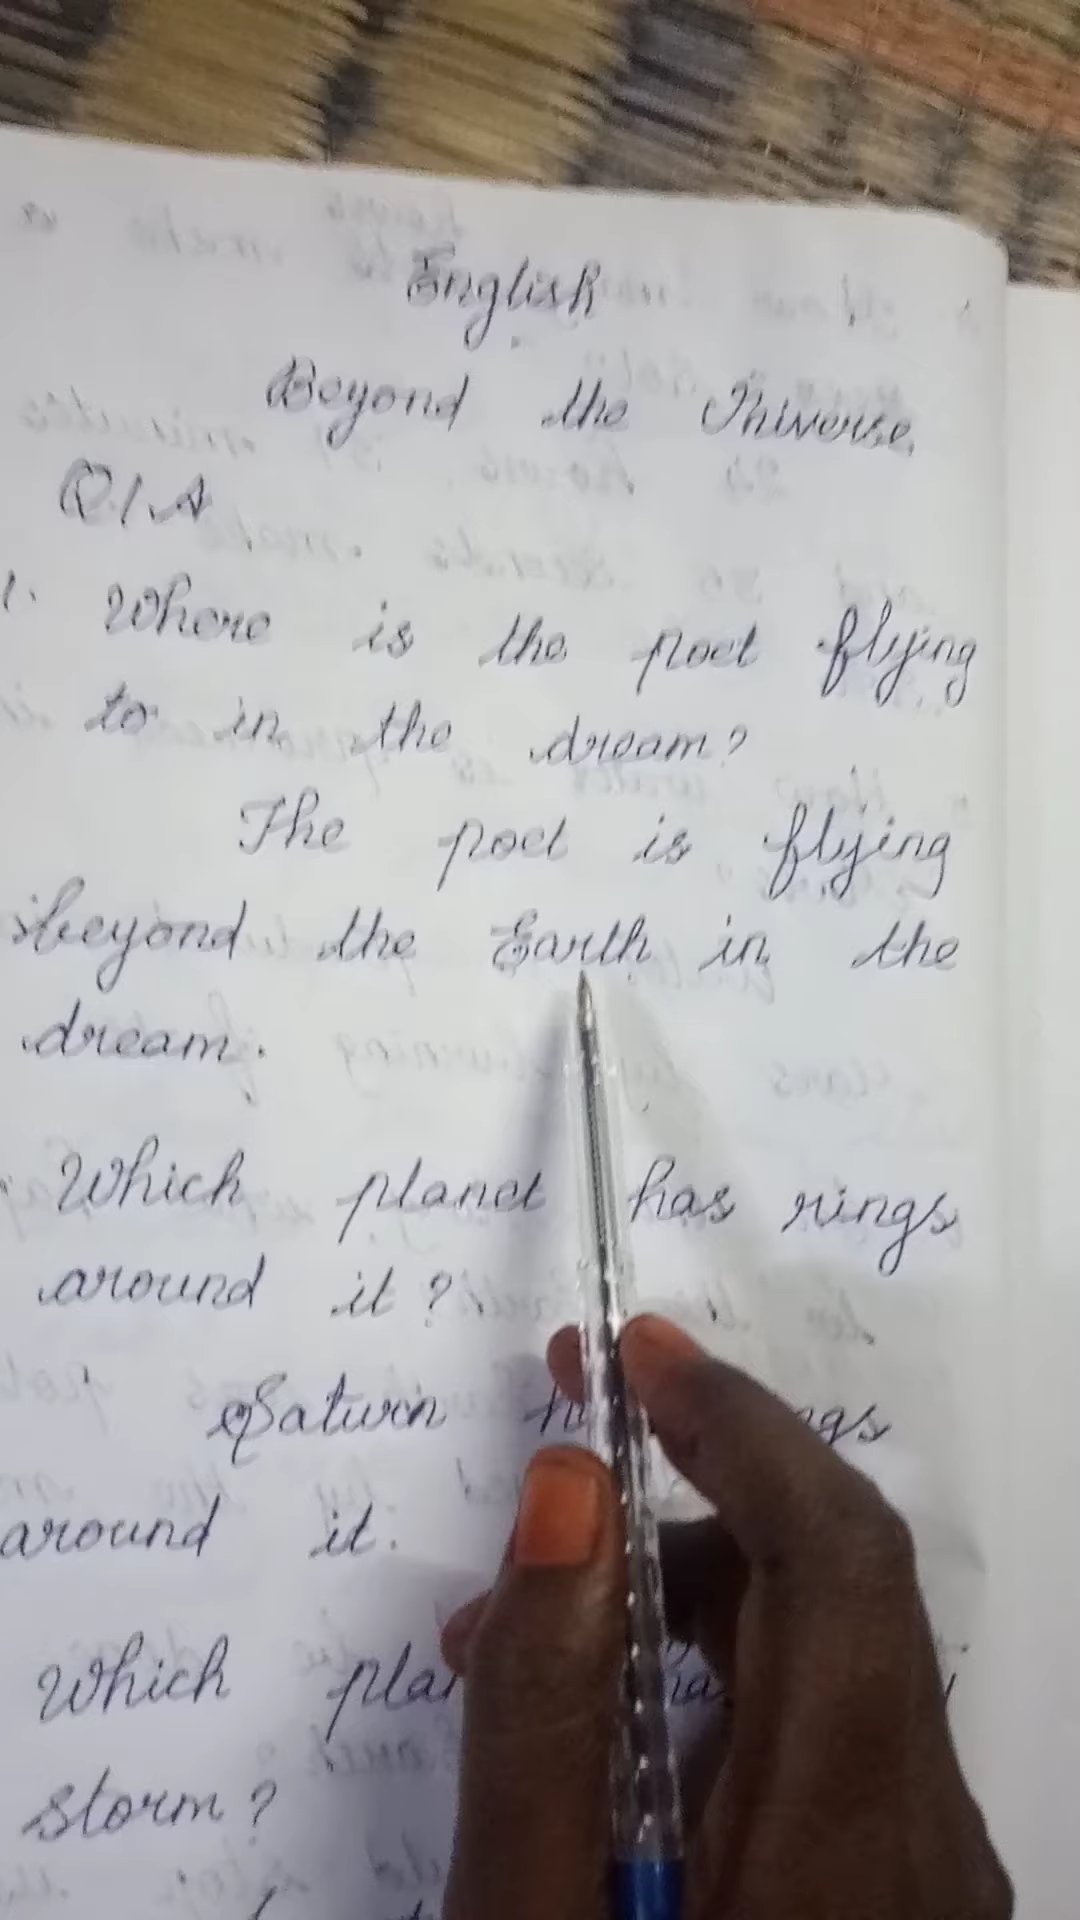 English
Beyond the Universe
Q/A
1. Where is the poet flying
to in the dream?
The poet is flying
beyond the Earth in the
dream.
Which planet has rings
around it?
Saturn
around it.
Which
storm?